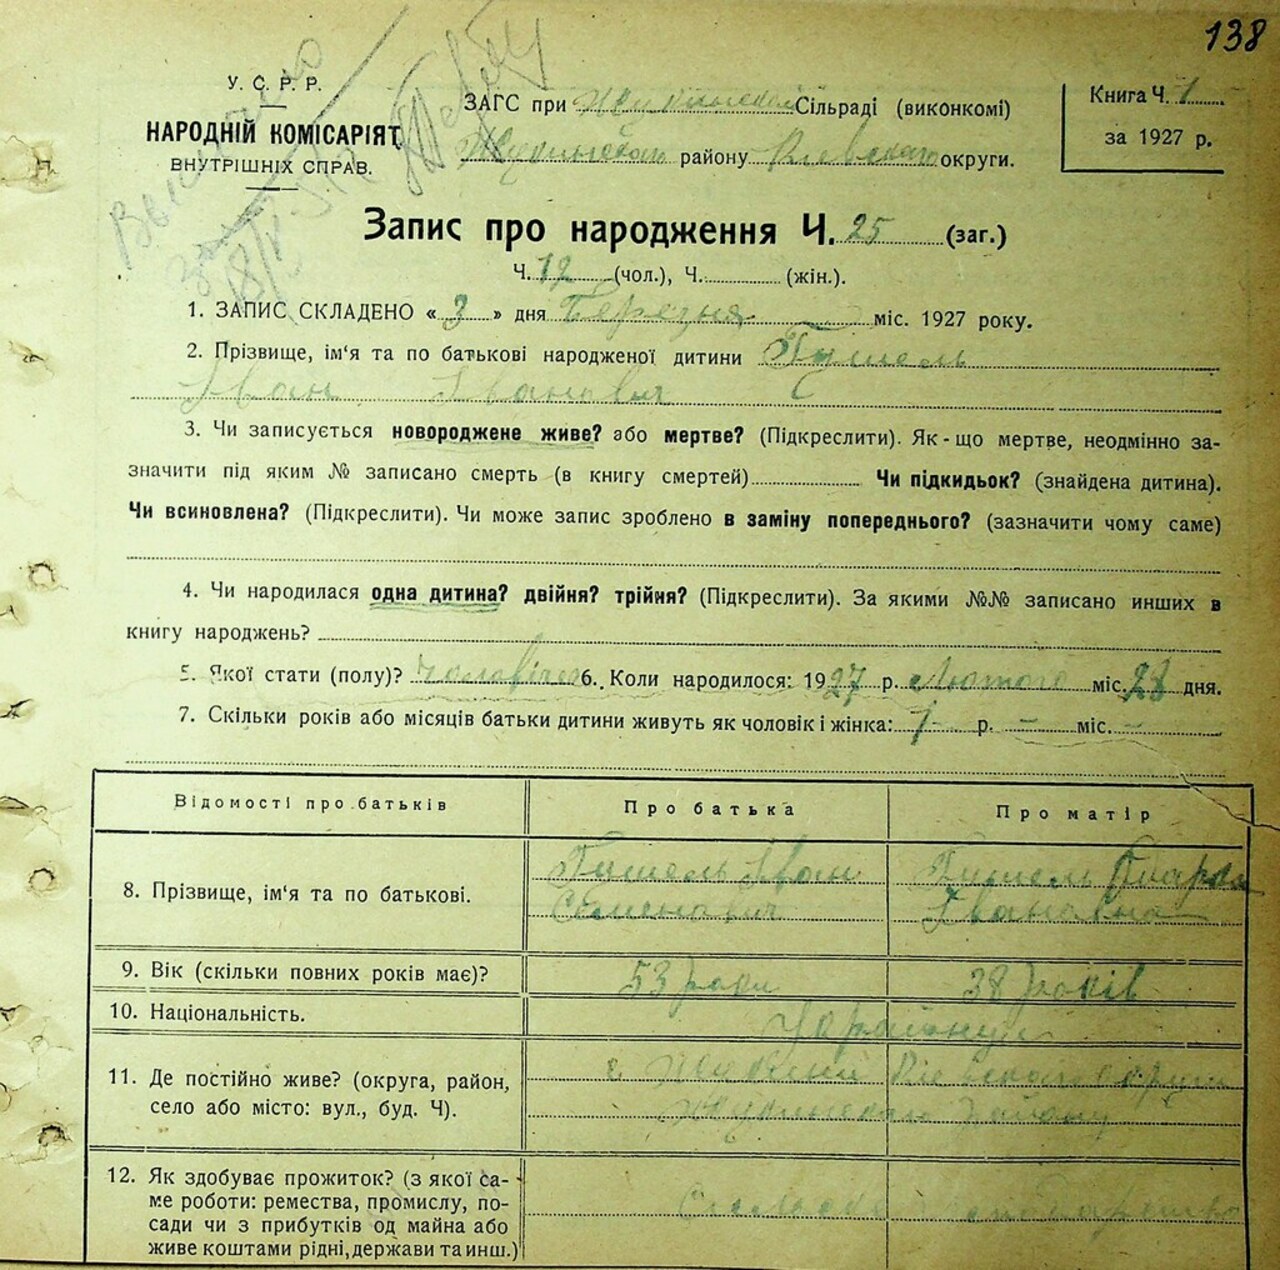 138
У. С. Р. Р.
НАРОДНІЙ КОМІСАРІЯТ
ВНУТРІШНІХ СПРАВ.
ЗАГС при Сільраді (виконкомі)
району округи.
Книга Ч. 1
за 1927 р.
Запис про народження Ч. 25 (заг.)
Ч. 12 (чол.), Ч. (жін.).
1. ЗАПИС СКЛАДЕНО « 3 » дня Березня міс. 1927 року.
2. Прізвище, ім'я та по батькові народженої дитини
Іван Іванович
3. Чи записується новороджене живе? або мертве? (Підкреслити). Як-що мертве, неодмінно за-
значити під яким № записано смерть (в книгу смертей) Чи підкидьок? (знайдена дитина).
Чи всиновлена? (Підкреслити). Чи може запис зроблено в заміну попереднього? (зазначити чому саме)
4. Чи народилася одна дитина? двійня? трійня? (Підкреслити). За якими №№ записано инших в
книгу народжень?
5. Якої стати (полу)? 6. Коли народилося: 1927 р. Лютого міс. 28 дня.
7. Скільки років або місяців батьки дитини живуть як чоловік і жінка: 7 р. – міс. –
Відомості про батьків
Про батька
Про матір
8. Прізвище, ім'я та по батькові.
Іван
Семенович
Івановна
9. Вік (скільки повних років має)?
53 роки
38 років
10. Національність.
Українці
11. Де постійно живе? (округа, район,
село або місто: вул., буд. Ч).
12. Як здобуває прожиток? (з якої са-
ме роботи: ремества, промислу, по-
сади чи з прибутків од майна або
живе коштами рідні, держави та инш.)